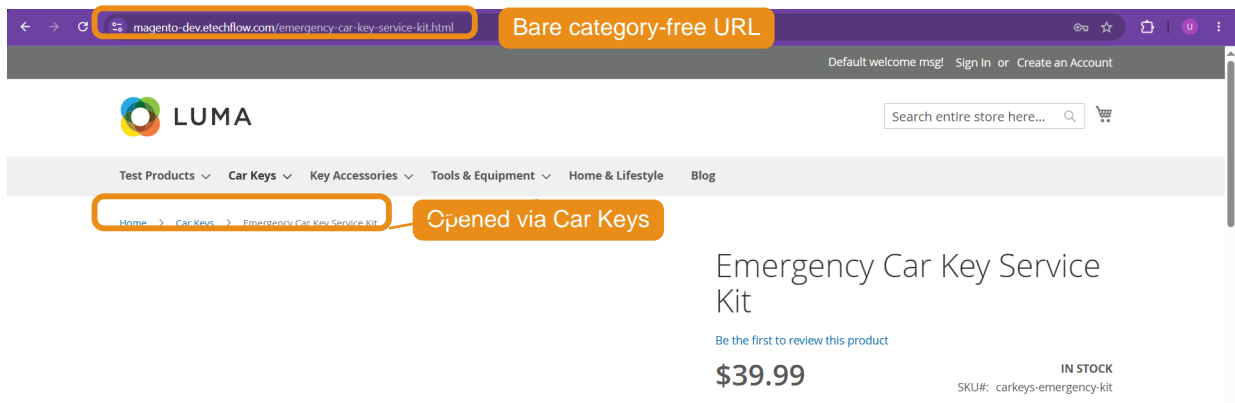 magento-dev.etechflow.com/emergency-car-key-service-kit.html
Bare category-free URL
U
Default welcome msg! Sign In or Create an Account
LUMA
Search entire store here...
Test Products Car Keys Key Accessories Tools & Equipment Home & Lifestyle Blog
Home > Car Keys > Emergency Car Key Service Kit
Opened via Car Keys
Emergency Car Key Service
Kit
Be the first to review this product
$39.99
IN STOCK
SKU#: carkeys-emergency-kit